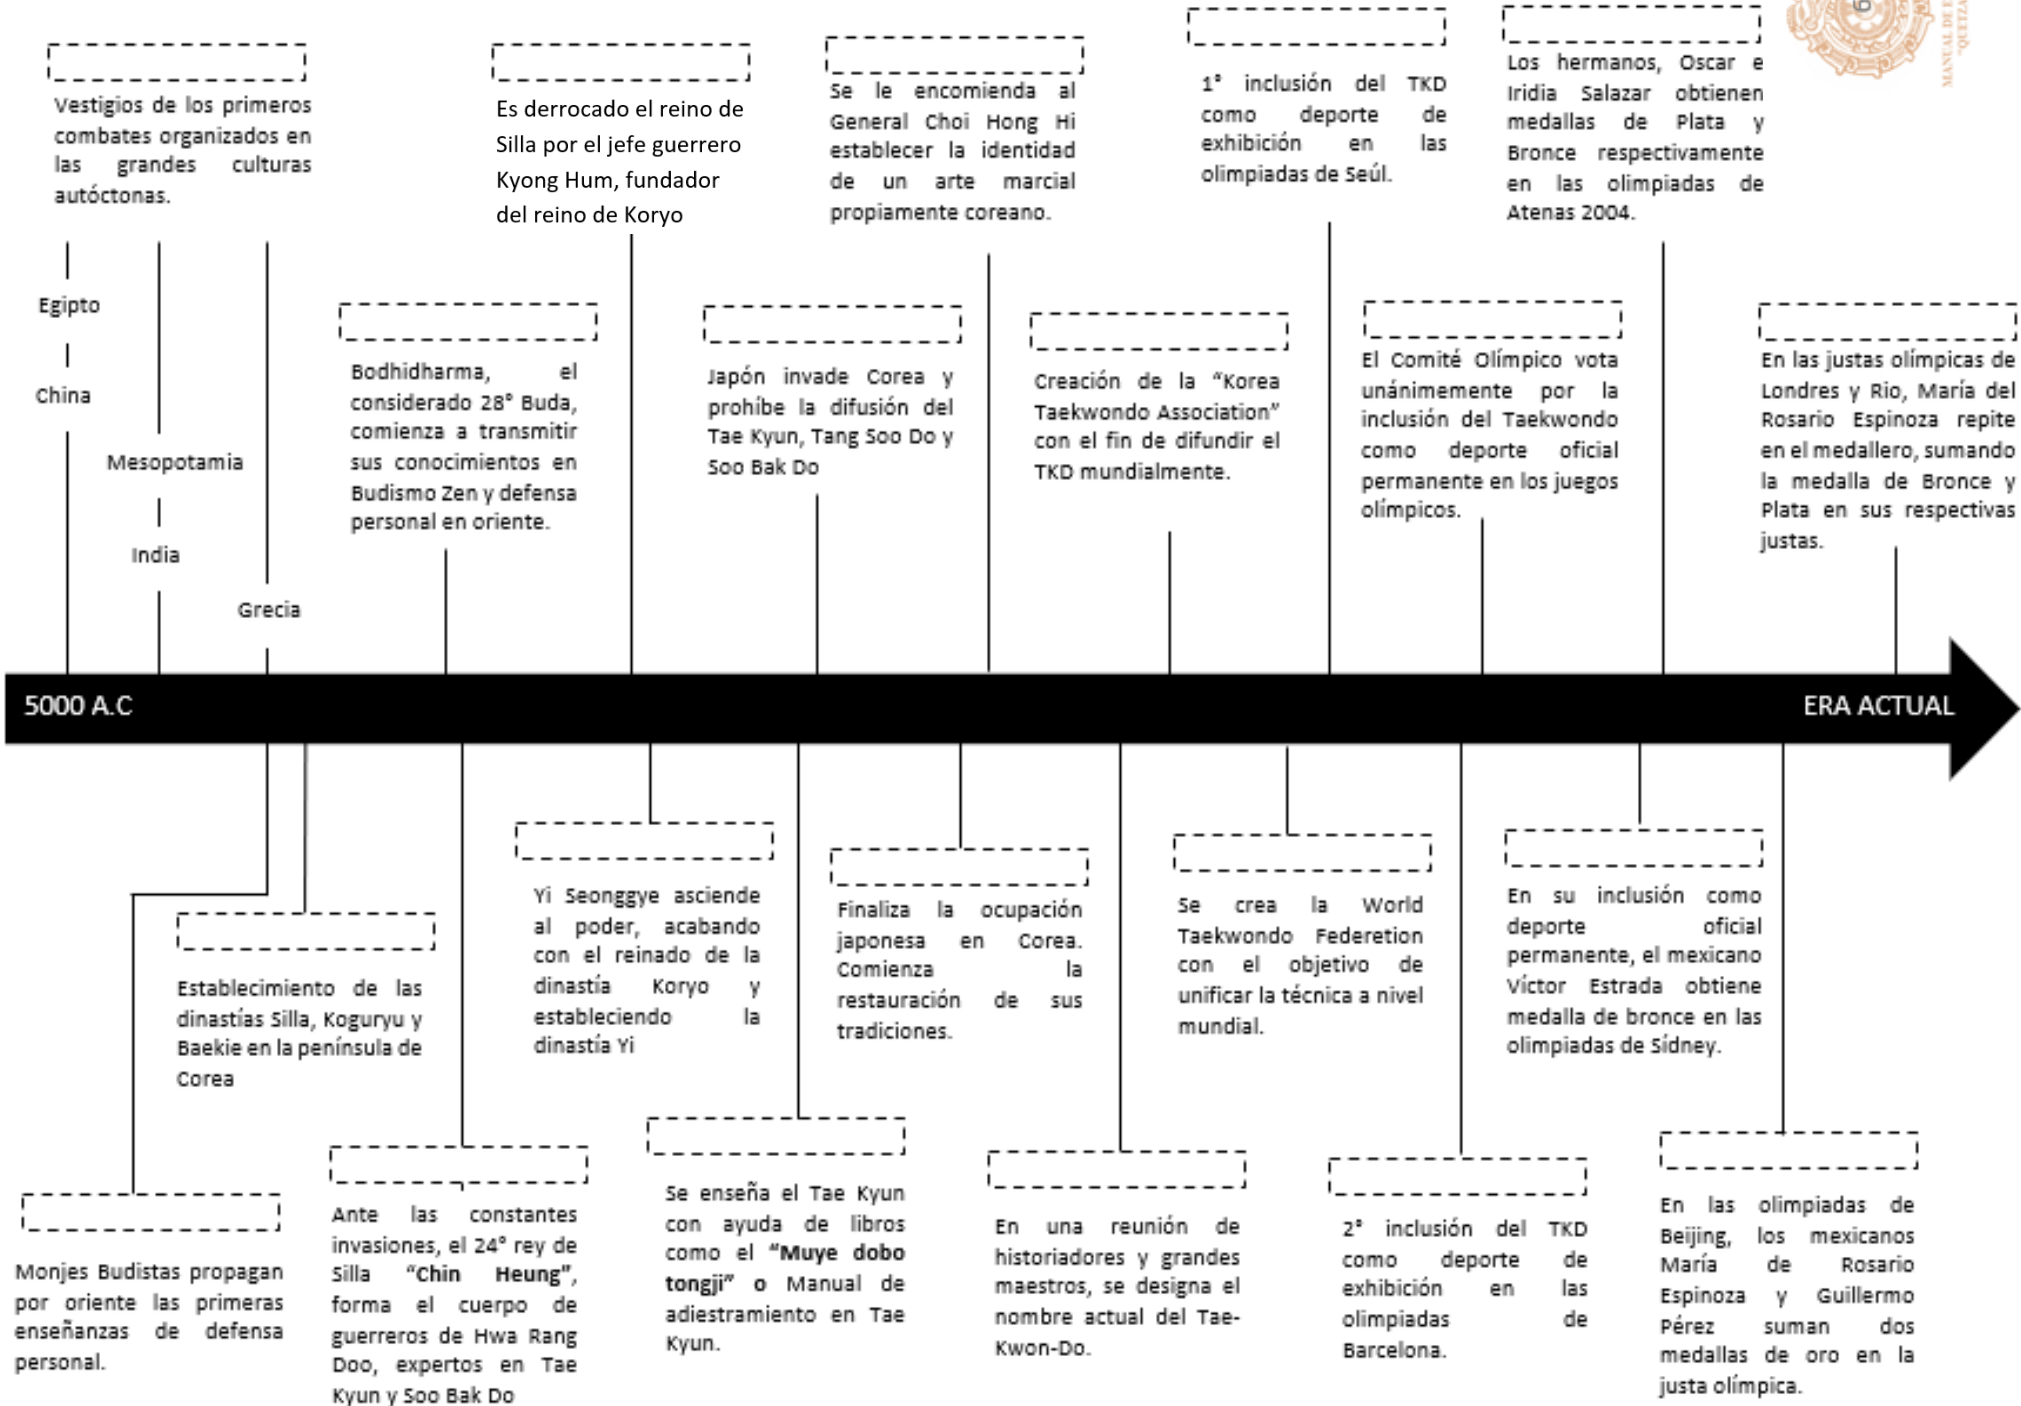 Vestigios de los primeros
combates organizados en
las grandes culturas
autóctonas.
Egipto
China
Mesopotamia
India
Grecia
Bodhidharma, el
considerado 28° Buda,
comienza a transmitir
sus conocimientos en
Budismo Zen y defensa
personal en oriente.
Es derrocado el reino de
Silla por el jefe guerrero
Kyong Hum, fundador
del reino de Koryo
Japón invade Corea y
prohíbe la difusión del
Tae Kyun, Tang Soo Do y
Soo Bak Do
Se le encomienda al
General Choi Hong Hi
establecer la identidad
de un arte marcial
propiamente coreano.
Creación de la “Korea
Taekwondo Association”
con el fin de difundir el
TKD mundialmente.
1° inclusión del TKD
como deporte de
exhibición en las
olimpiadas de Seúl.
El Comité Olímpico vota
unánimemente por la
inclusión del Taekwondo
como deporte oficial
permanente en los juegos
olímpicos.
Los hermanos, Oscar e
Iridia Salazar obtienen
medallas de Plata y
Bronce respectivamente
en las olimpiadas de
Atenas 2004.
En las justas olímpicas de
Londres y Rio, María del
Rosario Espinoza repite
en el medallero, sumando
la medalla de Bronce y
Plata en sus respectivas
justas.
5000 A.C
ERA ACTUAL
Monjes Budistas propagan
por oriente las primeras
enseñanzas de defensa
personal.
Establecimiento de las
dinastías Silla, Koguryu y
Baekie en la península de
Corea
Ante las constantes
invasiones, el 24° rey de
Silla “Chin Heung”,
forma el cuerpo de
guerreros de Hwa Rang
Doo, expertos en Tae
Kyun y Soo Bak Do
Yi Seonggye asciende
al poder, acabando
con el reinado de la
dinastía Koryo y
estableciendo la
dinastía Yi
Se enseña el Tae Kyun
con ayuda de libros
como el “Muye dobo
tongji” o Manual de
adiestramiento en Tae
Kyun.
Finaliza la ocupación
japonesa en Corea.
Comienza la
restauración de sus
tradiciones.
En una reunión de
historiadores y grandes
maestros, se designa el
nombre actual del Tae-
Kwon-Do.
Se crea la World
Taekwondo Federetion
con el objetivo de
unificar la técnica a nivel
mundial.
2° inclusión del TKD
como deporte de
exhibición en las
olimpiadas de
Barcelona.
En su inclusión como
deporte oficial
permanente, el mexicano
Víctor Estrada obtiene
medalla de bronce en las
olimpiadas de Sídney.
En las olimpiadas de
Beijing, los mexicanos
María de Rosario
Espinoza y Guillermo
Pérez suman dos
medallas de oro en la
justa olímpica.
MANUAL DE